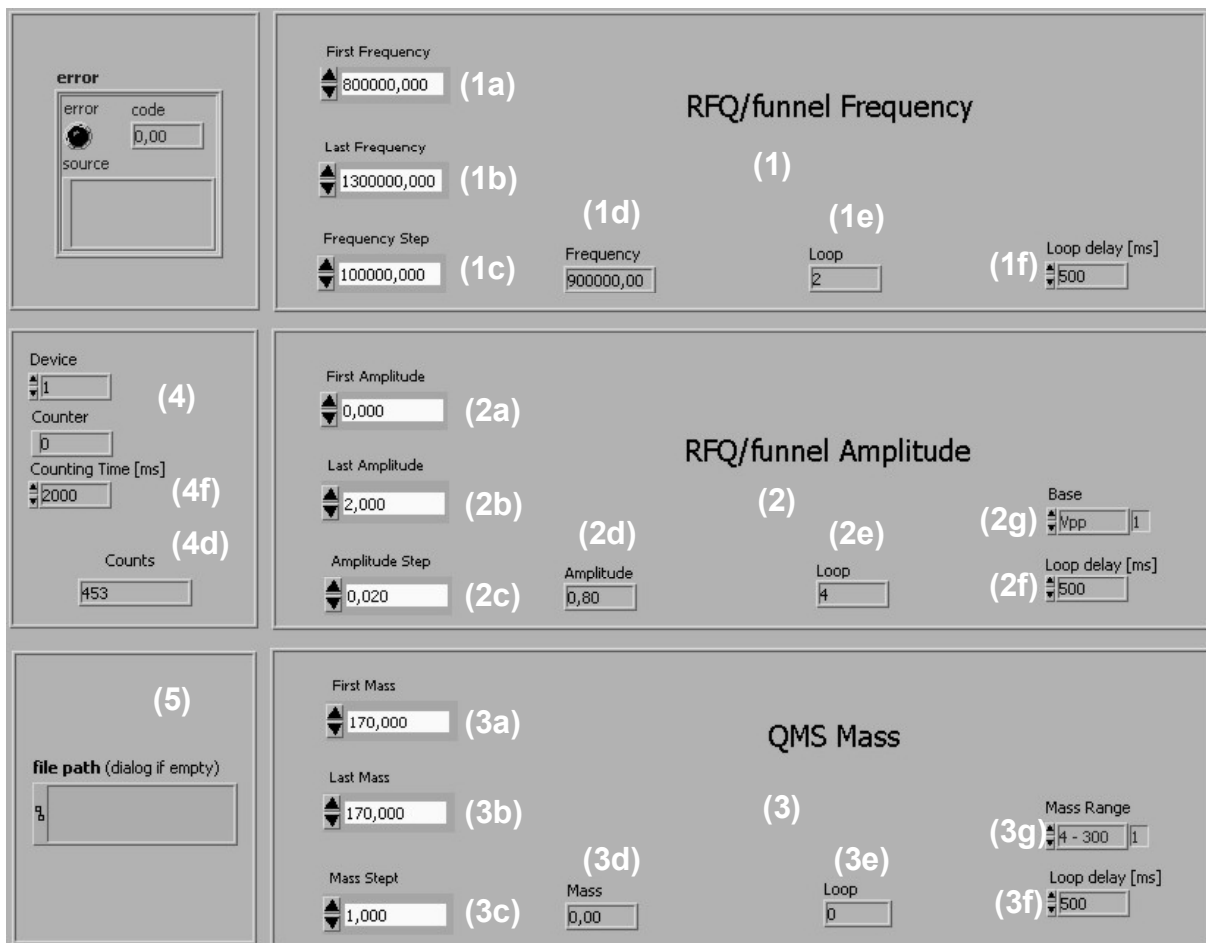 error
error code
0,00
source
First Frequency
800000,000 (1a)
RFQ/funnel Frequency
Last Frequency
1300000,000 (1b)
(1)
Frequency Step
100000,000 (1c)
(1d)
Frequency
900000,00
(1e)
Loop
2
Loop delay [ms]
(1f) 500
Device
1
(4)
Counter
0
Counting Time [ms]
2000 (4f)
(4d)
Counts
453
First Amplitude
0,000 (2a)
RFQ/funnel Amplitude
Last Amplitude
2,000 (2b)
(2)
Amplitude Step
0,020 (2c)
(2d)
Amplitude
0,80
(2e)
Loop
4
Base
(2g) Vpp 1
Loop delay [ms]
(2f) 500
(5)
file path (dialog if empty)
First Mass
170,000 (3a)
QMS Mass
Last Mass
170,000 (3b)
(3)
Mass Stept
1,000 (3c)
(3d)
Mass
0,00
(3e)
Loop
0
Mass Range
(3g) 4 - 300 1
Loop delay [ms]
(3f) 500